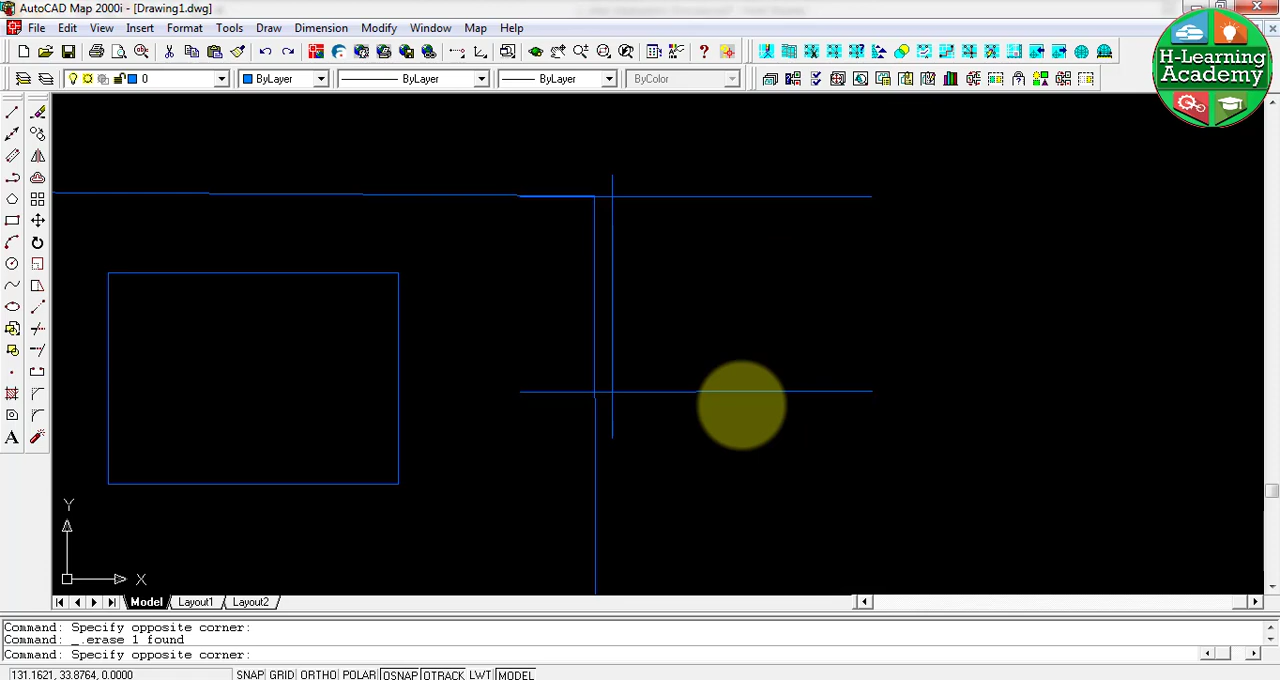 AutoCAD Map 2000i - [Drawing1.dwg]
File Edit View Insert Format Tools Draw Dimension Modify Window Map Help
0 ByLayer ByLayer ByLayer ByColor
H-Learning
Academy
A
Y
X
Model Layout1 Layout2
Command: Specify opposite corner:
Command: _.erase 1 found
Command: Specify opposite corner:
131.1621, 33.8764, 0.0000 SNAP GRID ORTHO POLAR OSNAP OTRACK LWT MODEL